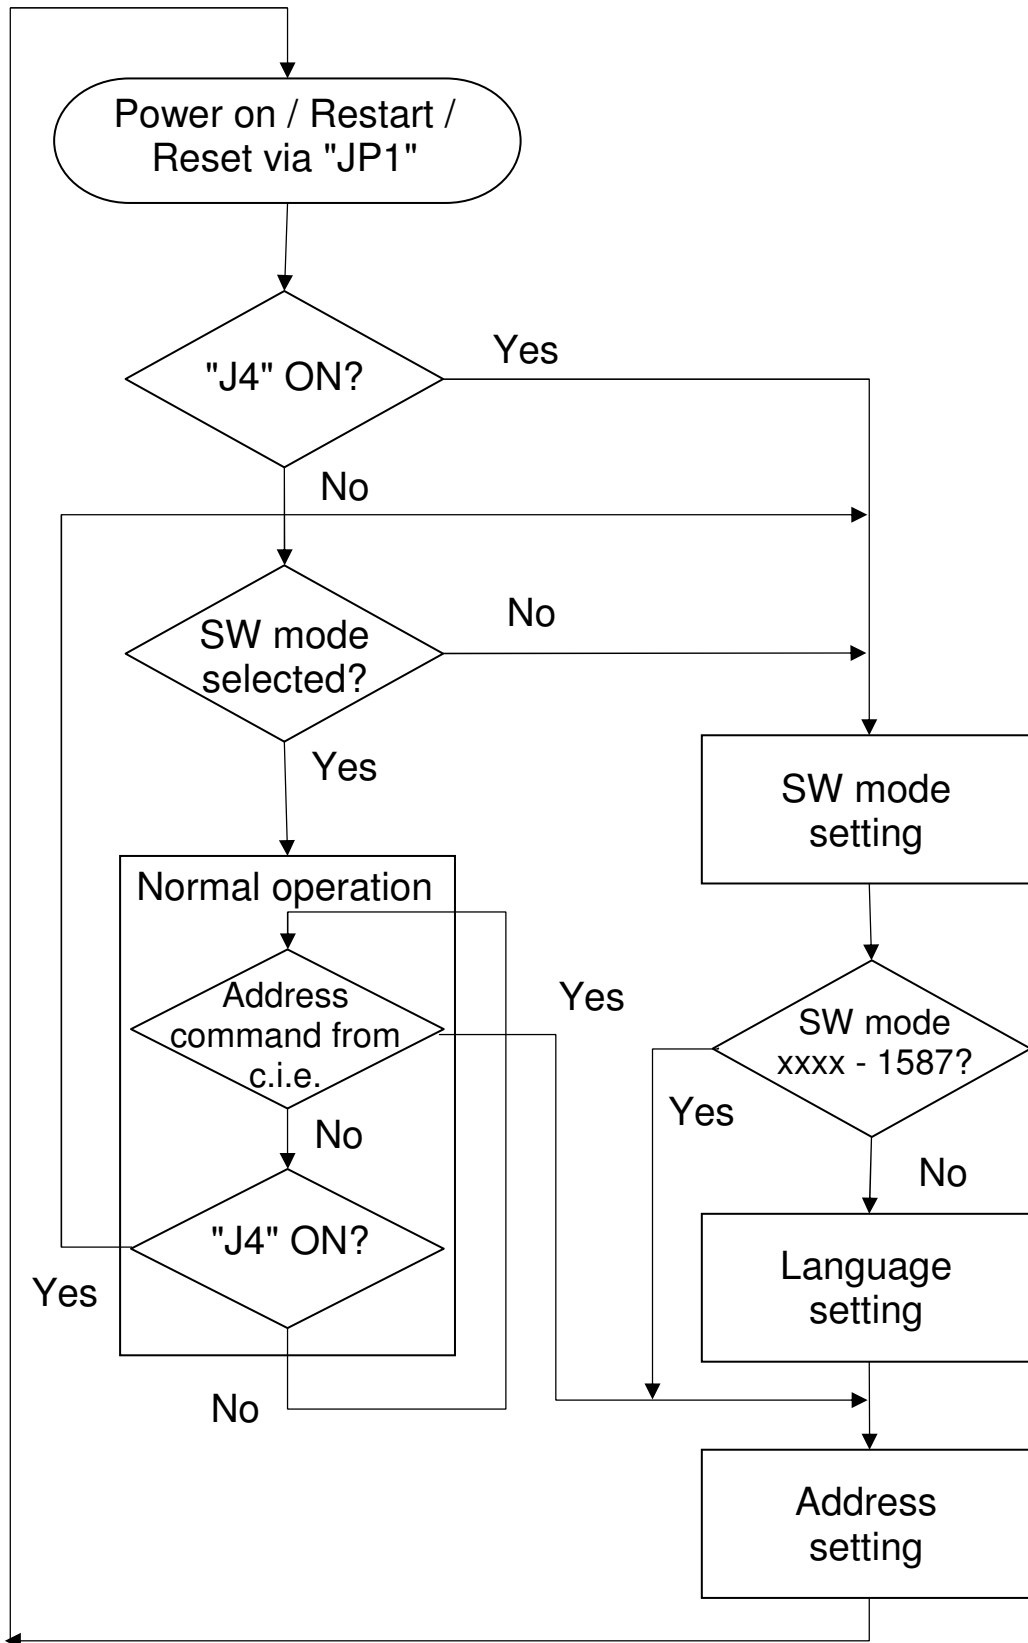 Power on / Restart /
Reset via "JP1"
"J4" ON?
Yes
No
SW mode
selected?
No
Yes
SW mode
setting
Normal operation
Address
command from
c.i.e.
Yes
No
SW mode
xxxx - 1587?
Yes
No
"J4" ON?
Yes
No
Language
setting
Address
setting